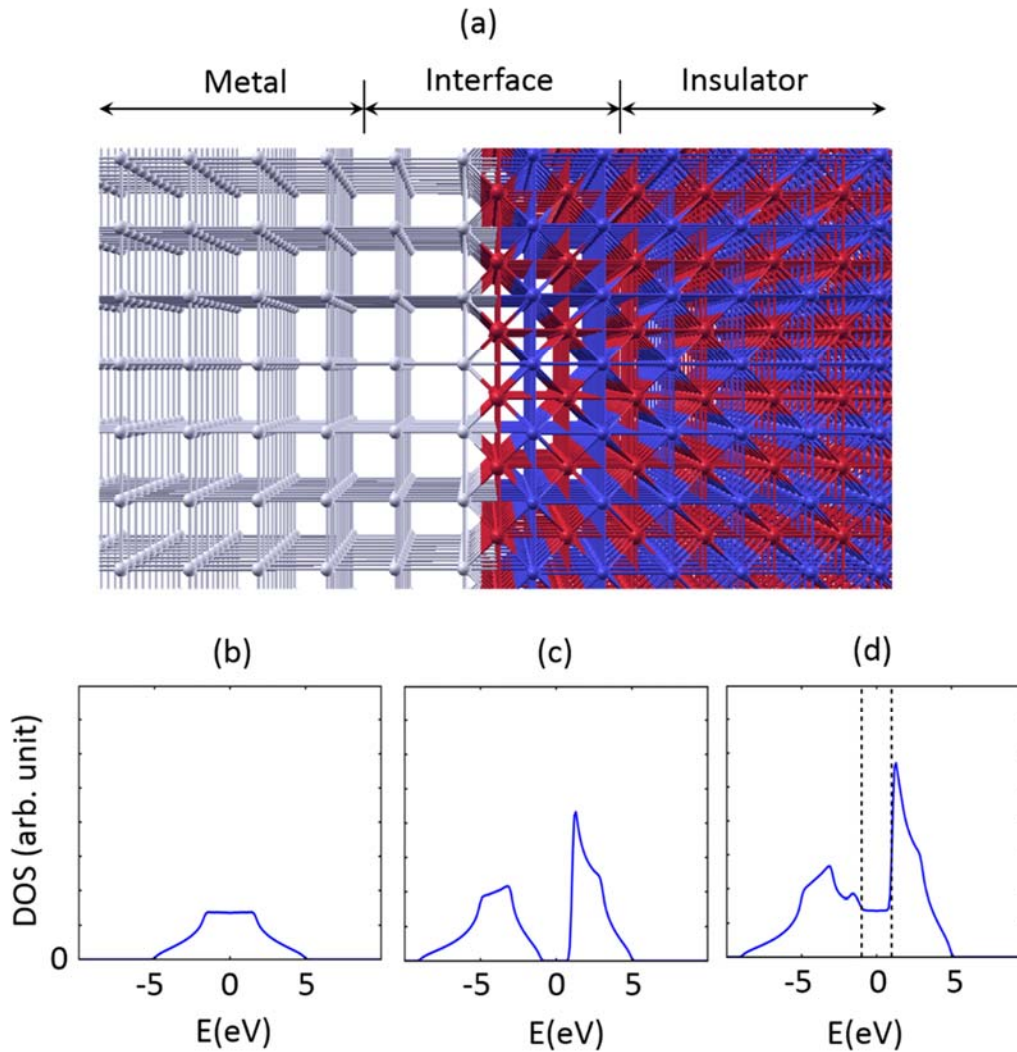 (a)
Metal Interface Insulator
(b) (c) (d)
DOS (arb. unit)
0
-5 0 5 -5 0 5 -5 0 5
E(eV) E(eV) E(eV)